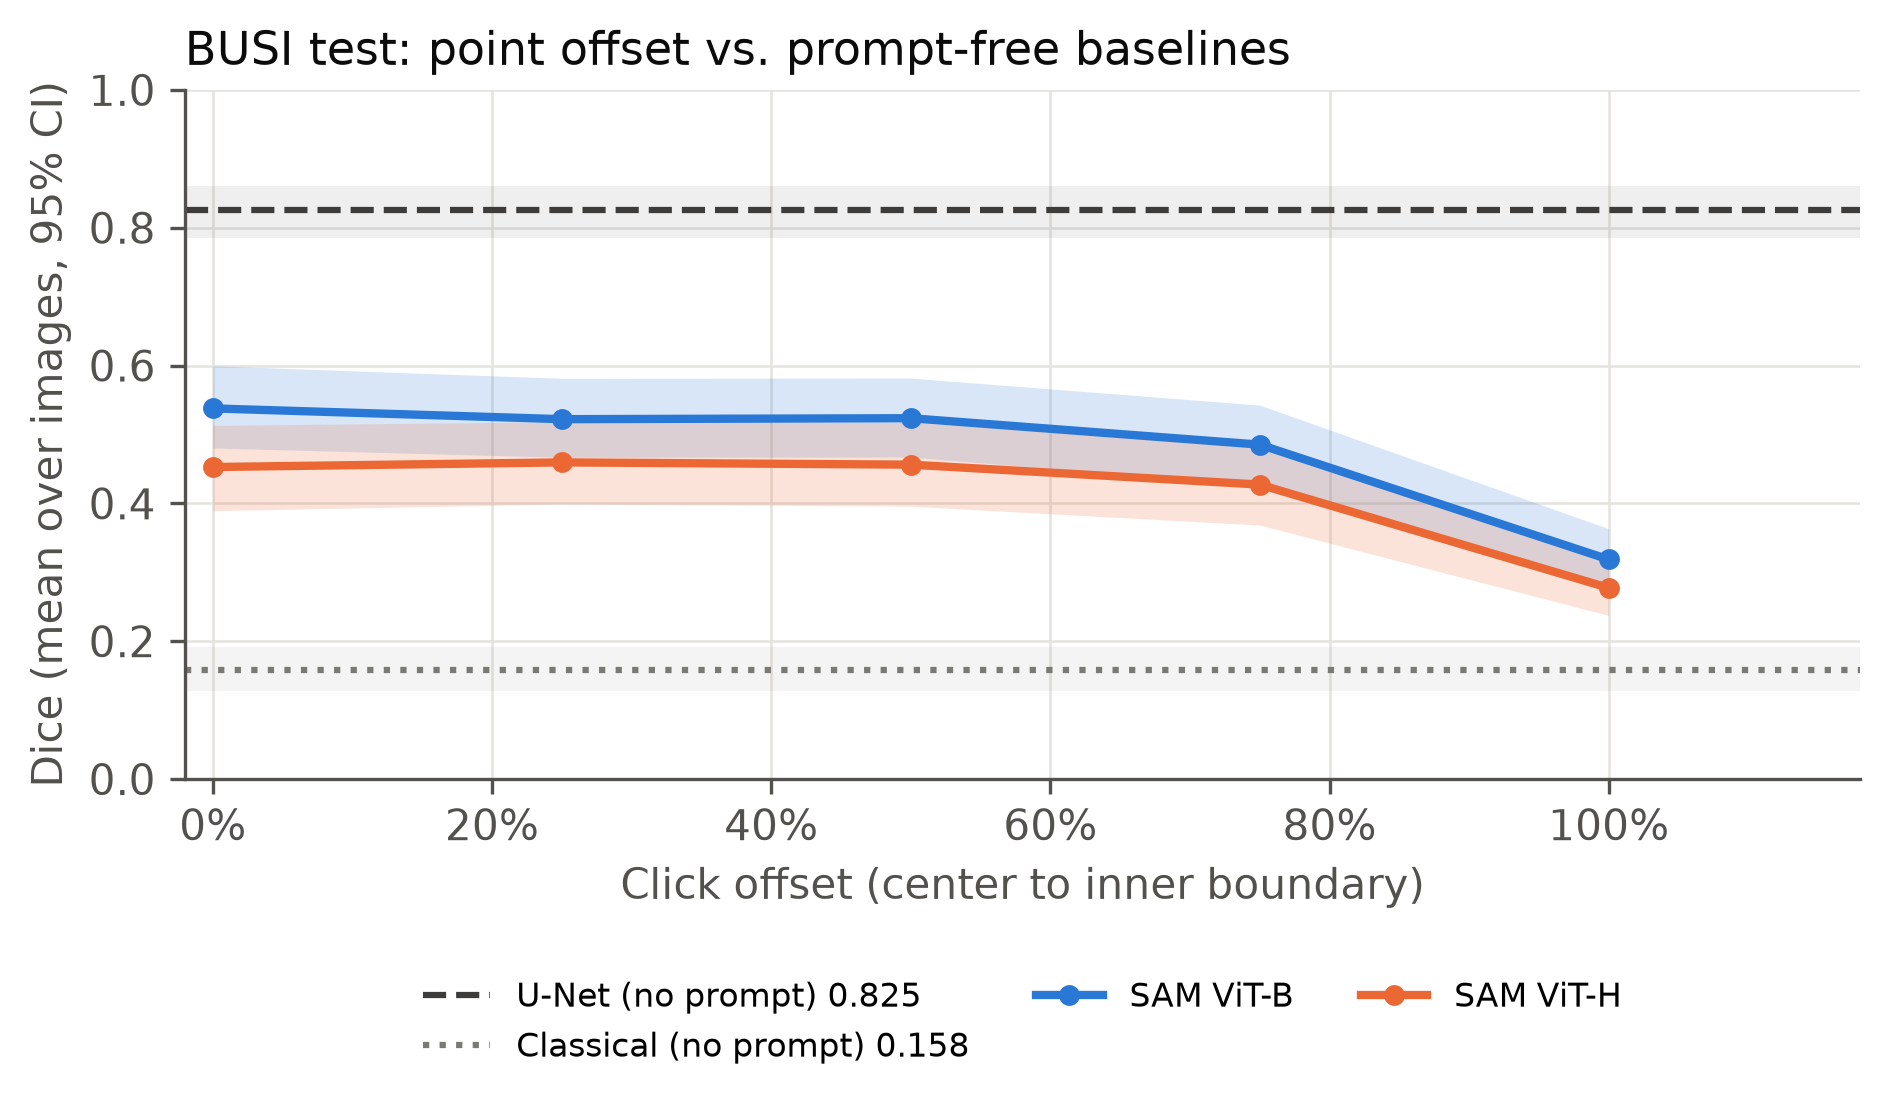 BUSI test: point offset vs. prompt-free baselines
Dice (mean over images, 95% CI)
1.0
0.8
0.6
0.4
0.2
0.0
0% 20% 40% 60% 80% 100%
Click offset (center to inner boundary)
U-Net (no prompt) 0.825 SAM ViT-B SAM ViT-H
Classical (no prompt) 0.158